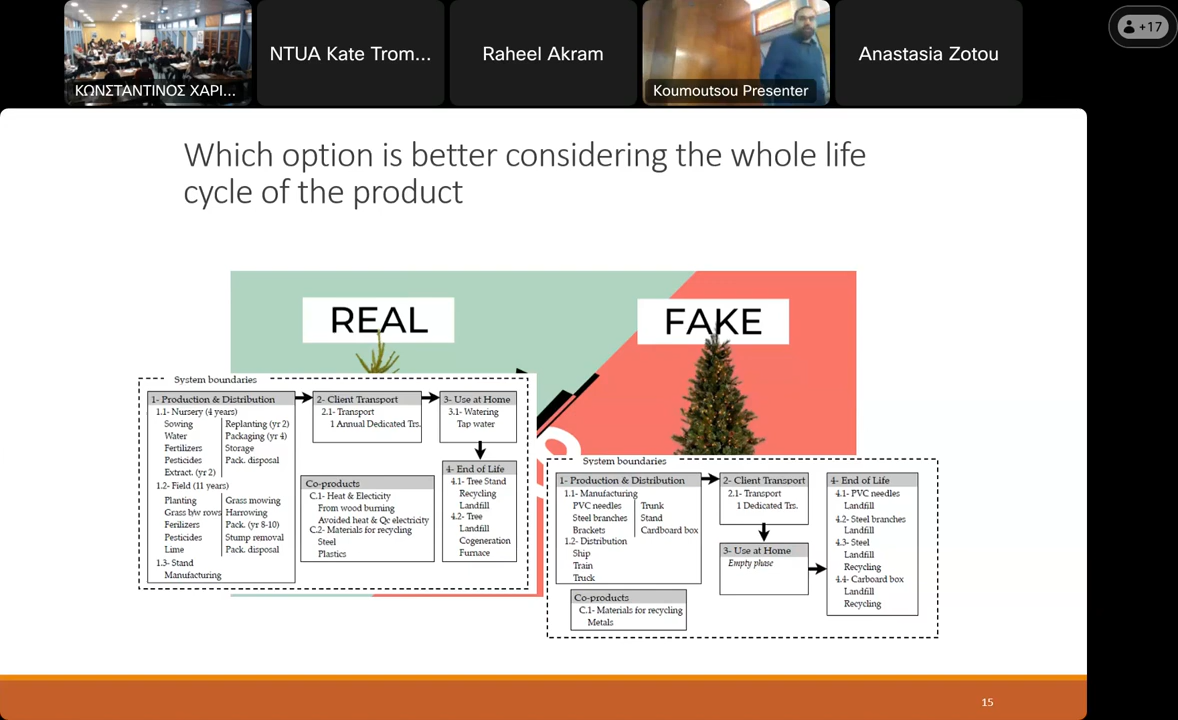 ΚΩΝΣΤΑΝΤΙΝΟΣ ΧΑΡΙ...
NTUA Kate Trom...
Raheel Akram
Koumoutsou Presenter
Anastasia Zotou
+17
Which option is better considering the whole life
cycle of the product
REAL
FAKE
System boundaries
1- Production & Distribution
1.1- Nursery (4 years)
Sowing
Water
Fertilizers
Pesticides
Extract. (yr 2)
Replanting (yr 2)
Packaging (yr 4)
Storage
Pack. disposal
1.2- Field (11 years)
Planting
Grass b/w rows
Ferilizers
Pesticides
Lime
Grass mowing
Harrowing
Pack. (yr 8-10)
Stump removal
Pack. disposal
1.3- Stand
Manufacturing
2- Client Transport
2.1- Transport
1 Annual Dedicated Trs.
3- Use at Home
3.1- Watering
Tap water
Co-products
C.1- Heat & Electricity
From wood burning
Avoided heat & Qc electricity
C.2- Materials for recycling
Steel
Plastics
4- End of Life
4.1- Tree Stand
Recycling
Landfill
4.2- Tree
Landfill
Cogeneration
Furnace
System boundaries
1- Production & Distribution
1.1- Manufacturing
PVC needles
Steel branches
Brackets
Trunk
Stand
Cardboard box
1.2- Distribution
Ship
Train
Truck
Co-products
C.1- Materials for recycling
Metals
2- Client Transport
2.1- Transport
1 Dedicated Trs.
3- Use at Home
Empty phase
4- End of Life
4.1- PVC needles
Landfill
4.2- Steel branches
Landfill
4.3- Steel
Landfill
Recycling
4.4- Carboard box
Landfill
Recycling
15